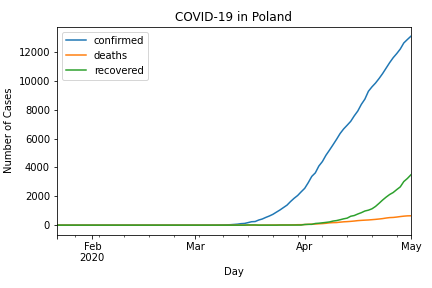 COVID-19 in Poland
confirmed
deaths
recovered
Number of Cases
12000
10000
8000
6000
4000
2000
0
Feb
2020
Mar
Apr
May
Day